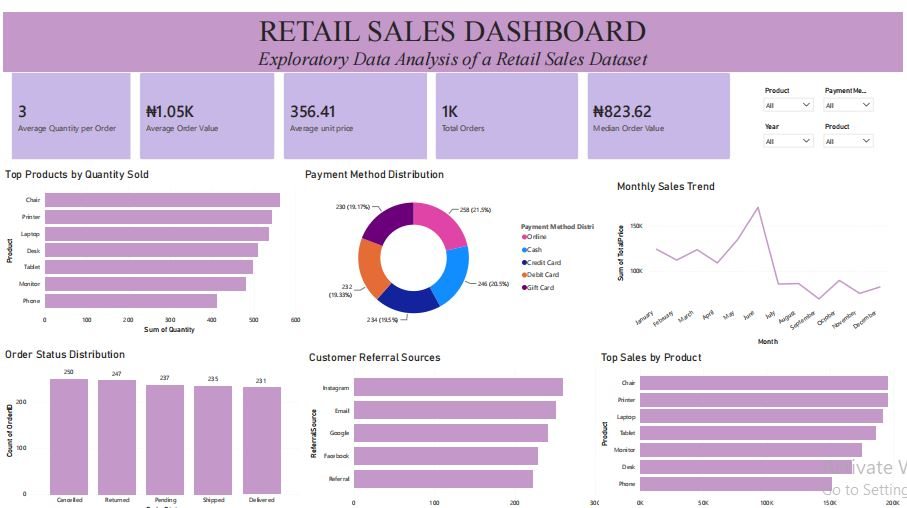 RETAIL SALES DASHBOARD
Exploratory Data Analysis of a Retail Sales Dataset
3
Average Quantity per Order
₦1.05K
Average Order Value
356.41
Average unit price
1K
Total Orders
₦823.62
Median Order Value
Product
All
Payment Me...
All
Year
All
Product
All
Top Products by Quantity Sold
Product
Chair
Printer
Laptop
Desk
Tablet
Monitor
Phone
0 100 200 300 400 500 600
Sum of Quantity
Payment Method Distribution
230 (19.17%)
258 (21.5%)
246 (20.5%)
234 (19.5%)
232
(19.33%)
Payment Method Distri
Online
Cash
Credit Card
Debit Card
Gift Card
Monthly Sales Trend
Sum of TotalPrice
150K
100K
January February March April May June July August September October November December
Month
Order Status Distribution
Count of OrderID
200
100
0
250 247 237 235 231
Cancelled Returned Pending Shipped Delivered
Customer Referral Sources
ReferralSource
Instagram
Email
Google
Facebook
Referral
0 100 200 300
Top Sales by Product
Product
Chair
Printer
Laptop
Tablet
Monitor
Desk
Phone
0K 50K 100K 150K 200K
ivate W
Go to Setting